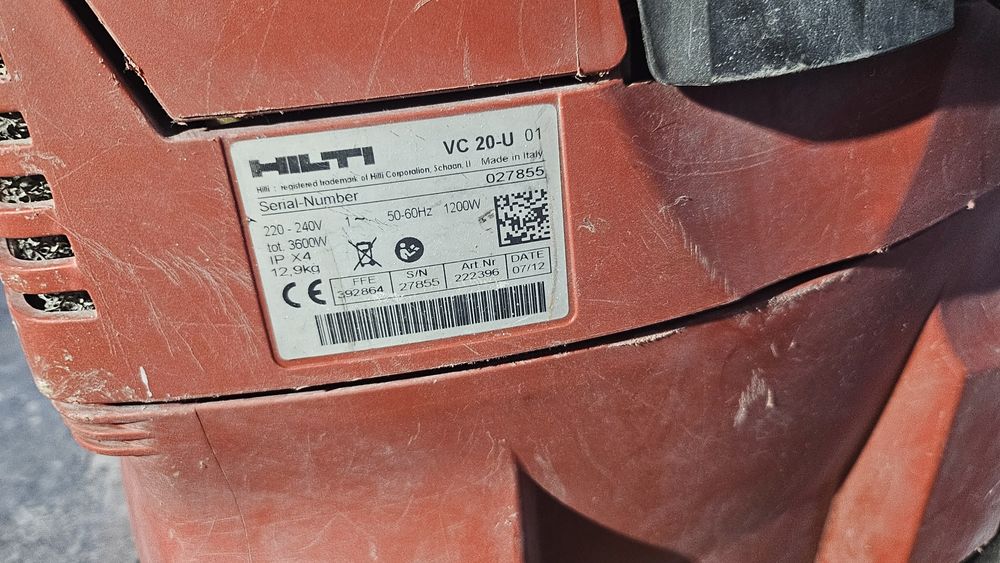 HILTI VC 20-U 01
Hilti : registered trademark of Hilti Corporation, Schaan, Li Made in Italy
Serial-Number 027855
220 - 240V 1~ 50-60Hz 1200W
tot. 3600W
IP X4
12,9kg
CE
FFE S/N Art.Nr DATE
392864 27855 222396 07/12